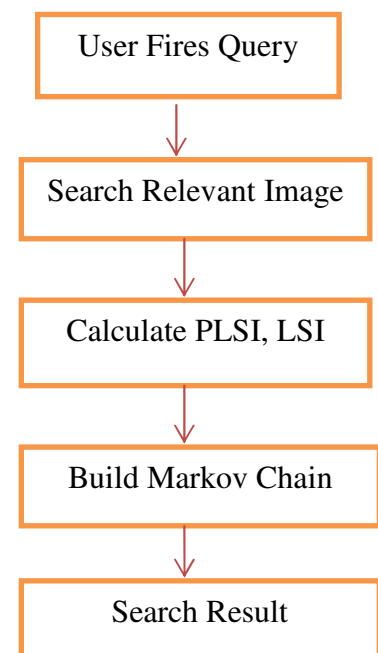 User Fires Query
Search Relevant Image
Calculate PLSI, LSI
Build Markov Chain
Search Result